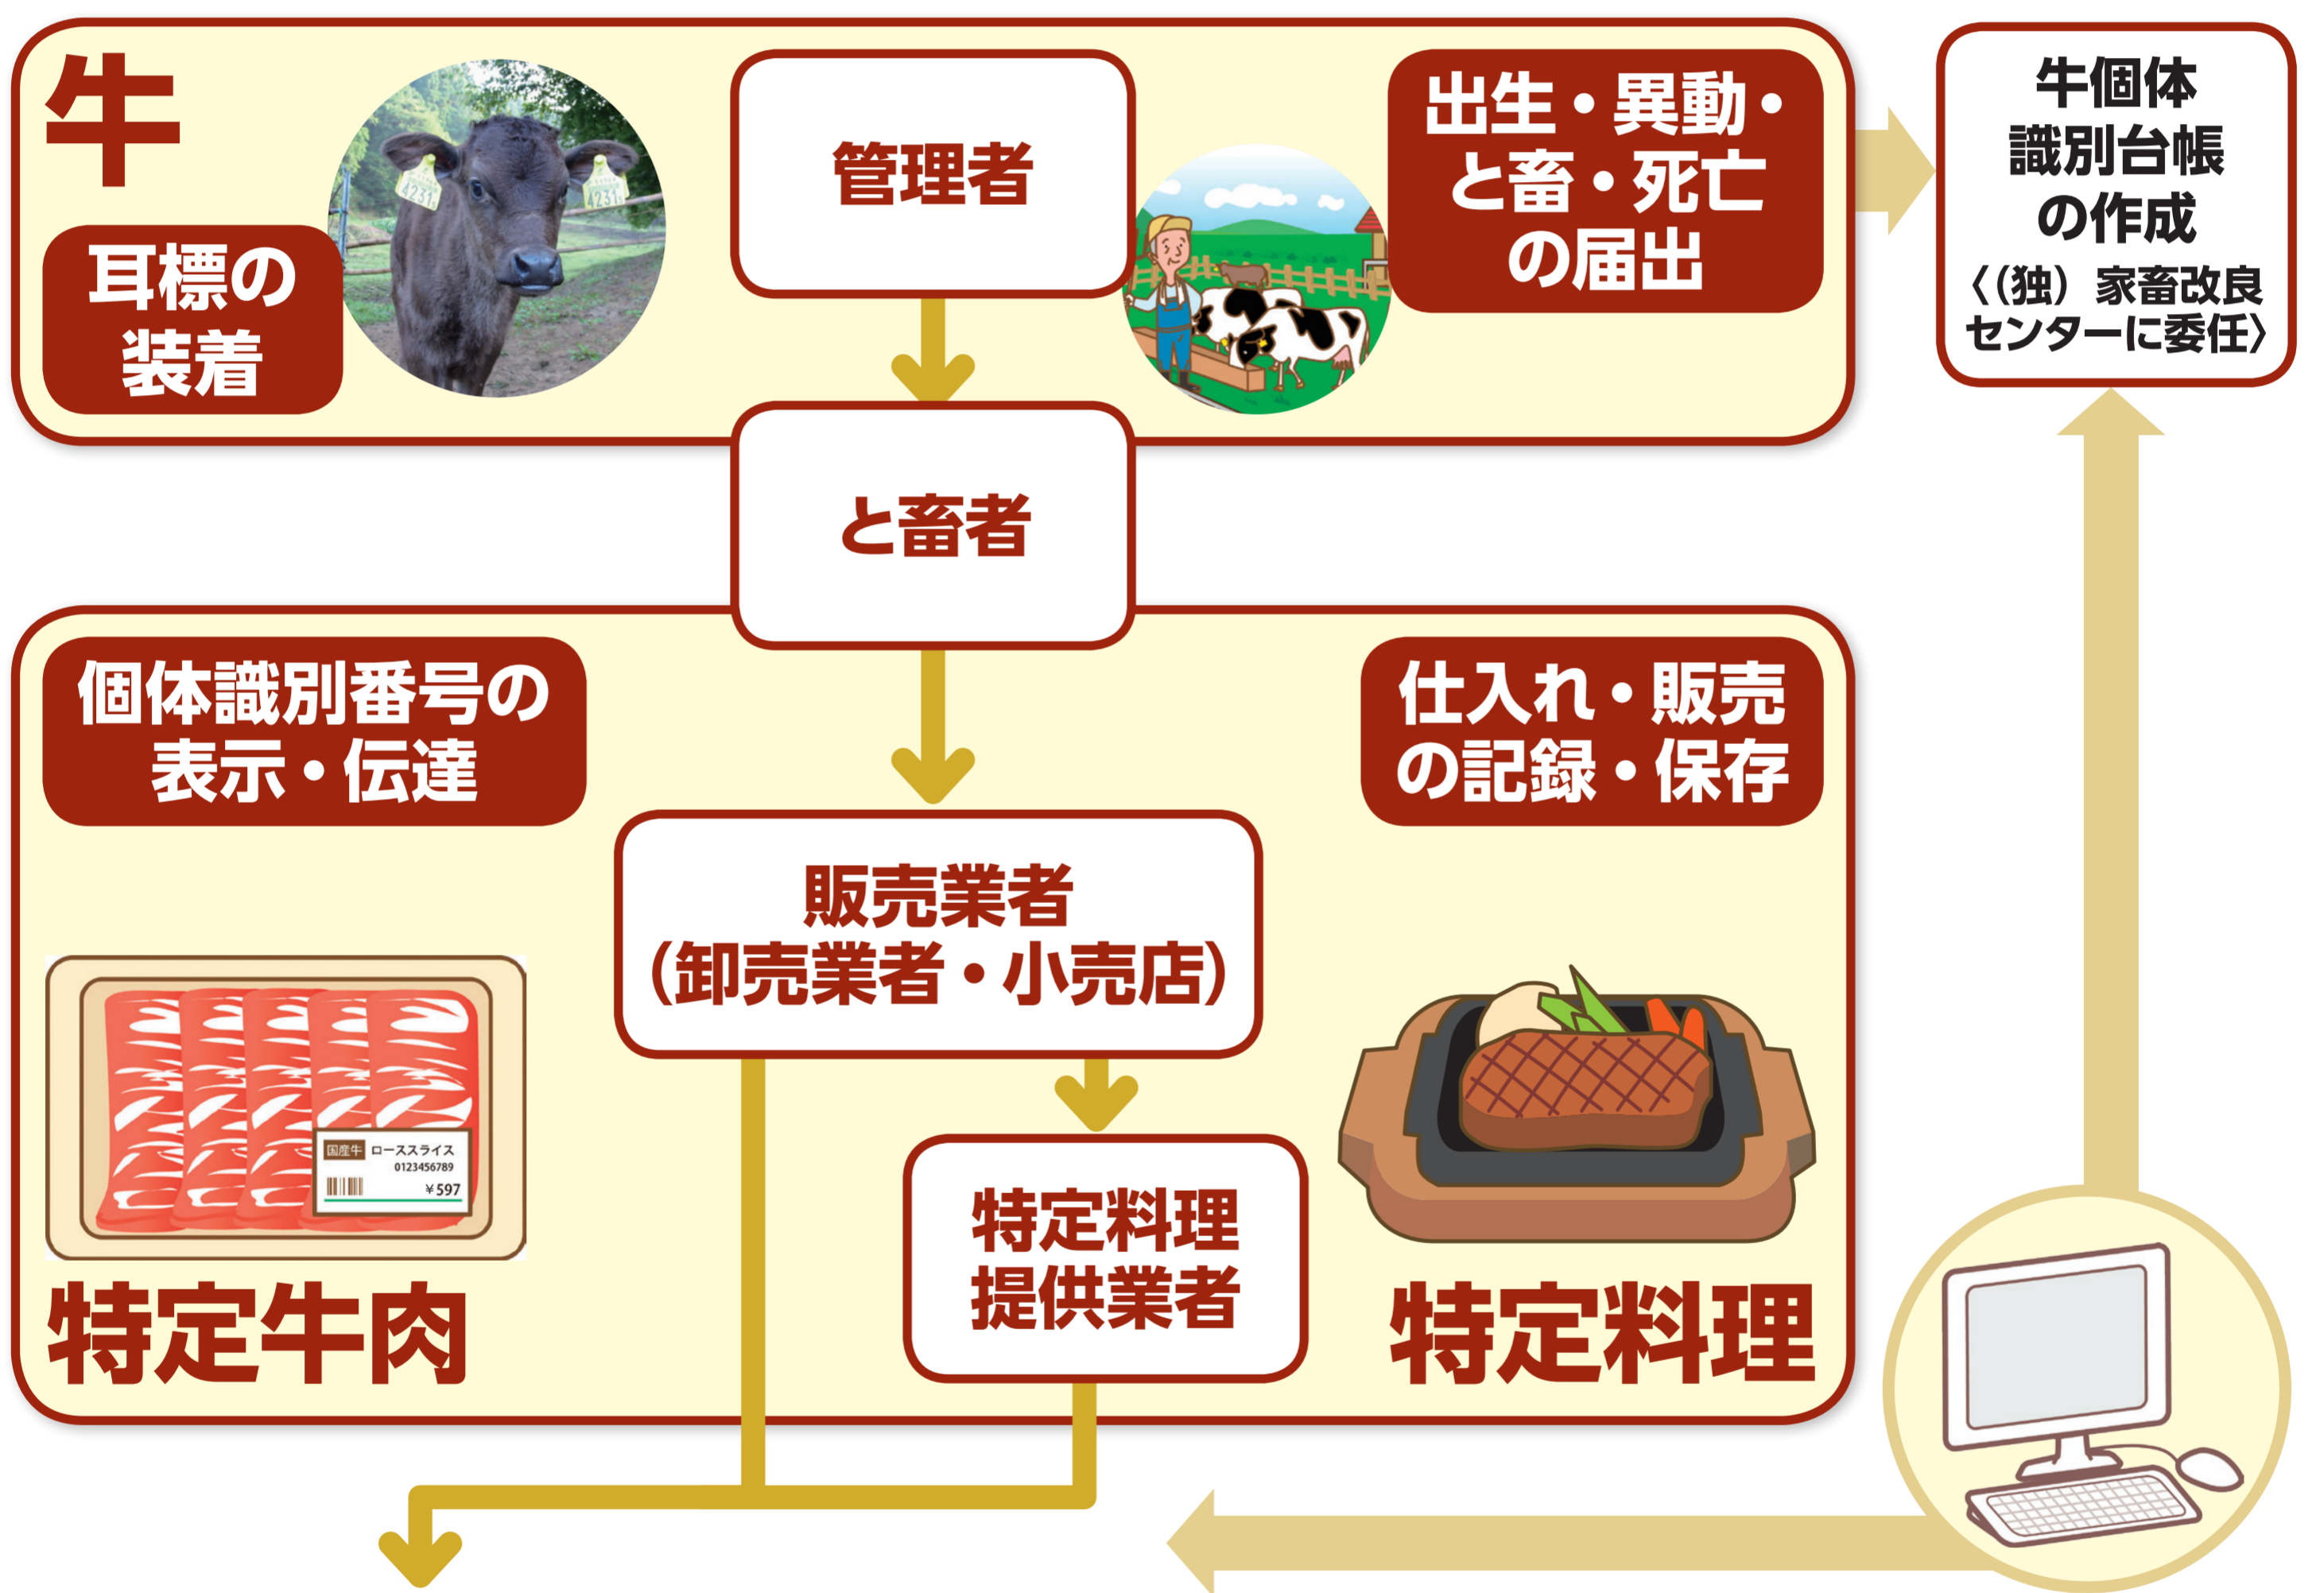 牛
耳標の
装着
4231
4231
管理者
出生・異動・
と畜・死亡
の届出
牛個体
識別台帳
の作成
〈(独) 家畜改良
センターに委任〉
と畜者
個体識別番号の
表示・伝達
仕入れ・販売
の記録・保存
販売業者
(卸売業者・小売店)
国産牛 ローススライス
0123456789
¥597
特定牛肉
特定料理
提供業者
特定料理